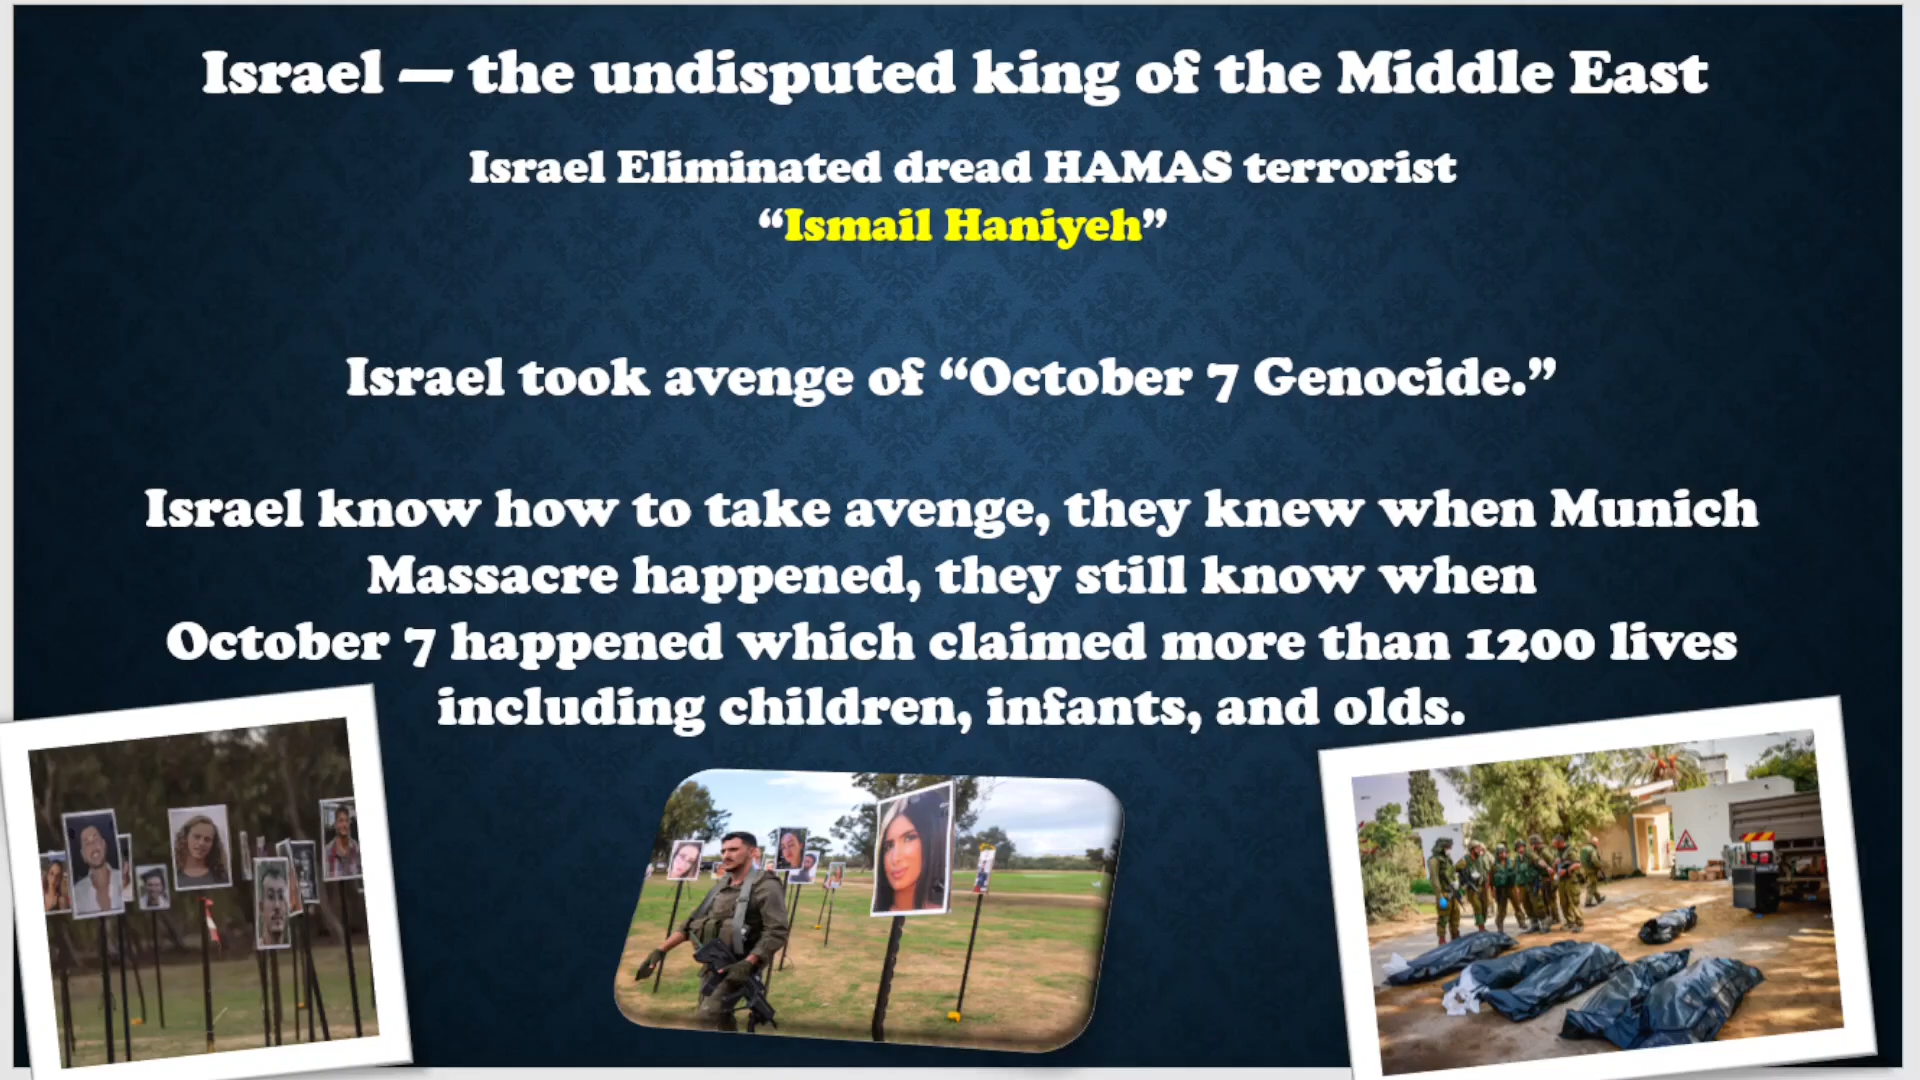 Israel — the undisputed king of the Middle East
Israel Eliminated dread HAMAS terrorist
“Ismail Haniyeh”
Israel took avenge of “October 7 Genocide.”
Israel know how to take avenge, they knew when Munich
Massacre happened, they still know when
October 7 happened which claimed more than 1200 lives
including children, infants, and olds.